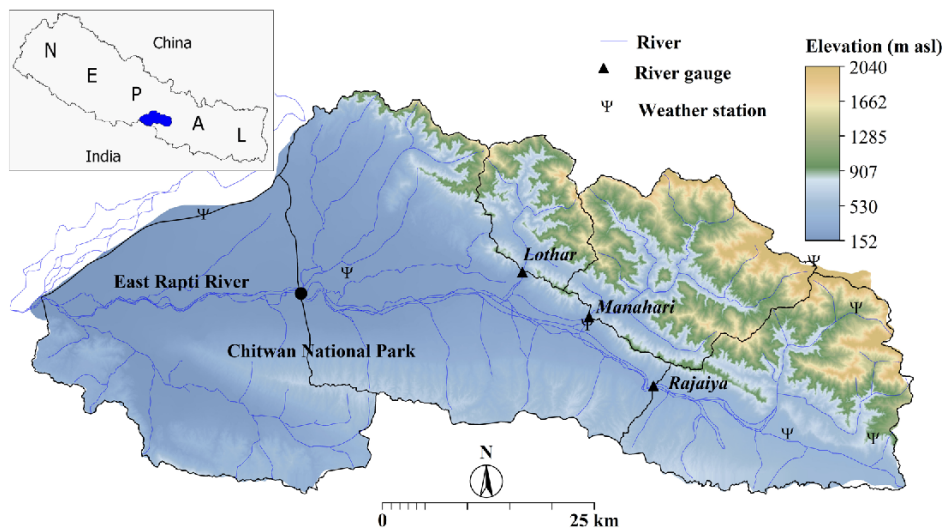 China
N
E
P
A
L
India
River
River gauge
Ψ Weather station
Elevation (m asl)
2040
1662
1285
907
530
152
Ψ
Ψ
Lothar
Ψ
East Rapti River
Manahari
Ψ
Ψ
Chitwan National Park
Rajaiya
Ψ
Ψ
N
0 25 km